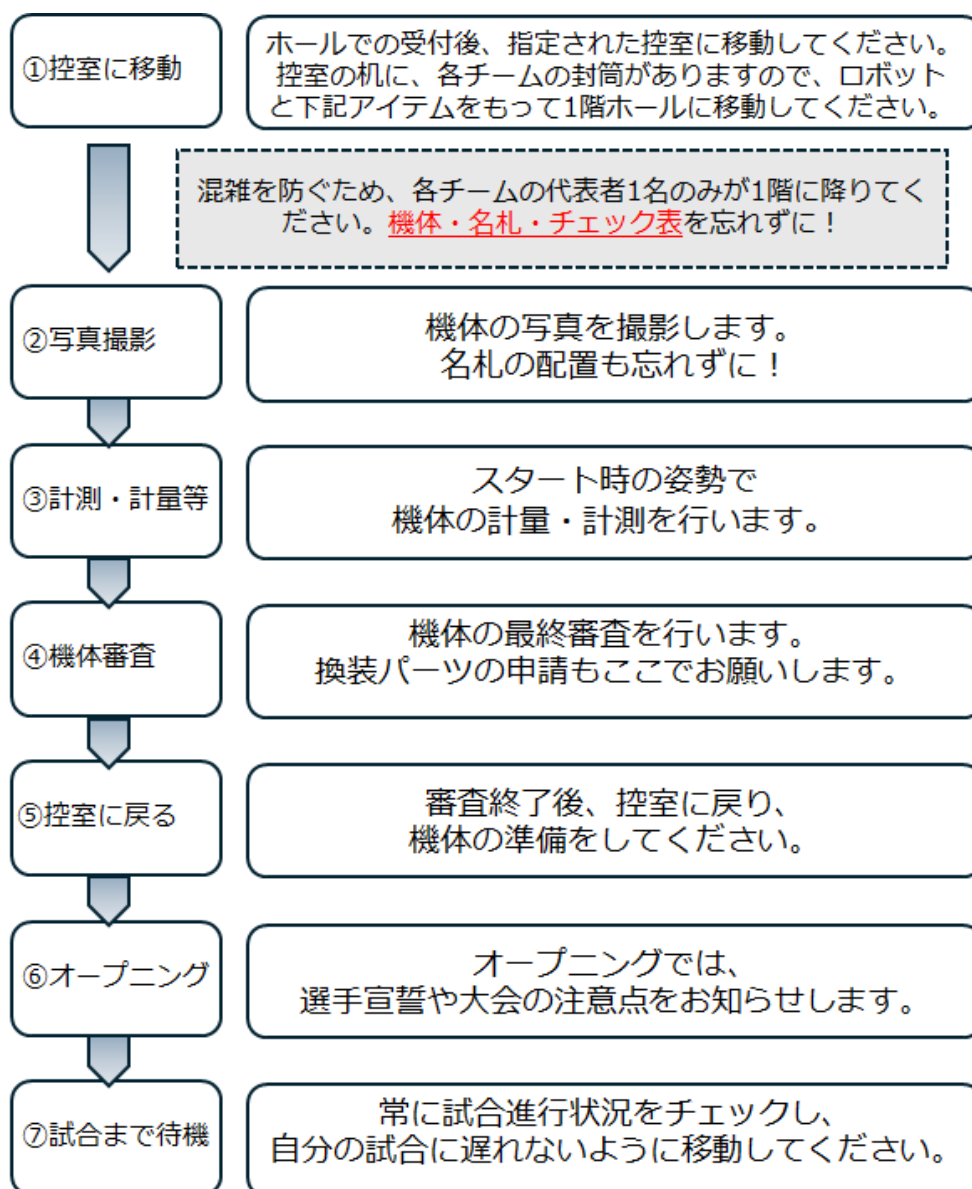 ①控室に移動
ホールでの受付後、指定された控室に移動してください。
控室の机に、各チームの封筒がありますので、ロボット
と下記アイテムをもって1階ホールに移動してください。
混雑を防ぐため、各チームの代表者1名のみが1階に降りてく
ださい。機体・名札・チェック表を忘れずに！
②写真撮影
機体の写真を撮影します。
名札の配置も忘れずに！
③計測・計量等
スタート時の姿勢で
機体の計量・計測を行います。
④機体審査
機体の最終審査を行います。
換装パーツの申請もここでお願いします。
⑤控室に戻る
審査終了後、控室に戻り、
機体の準備をしてください。
⑥オープニング
オープニングでは、
選手宣誓や大会の注意点をお知らせします。
⑦試合まで待機
常に試合進行状況をチェックし、
自分の試合に遅れないように移動してください。